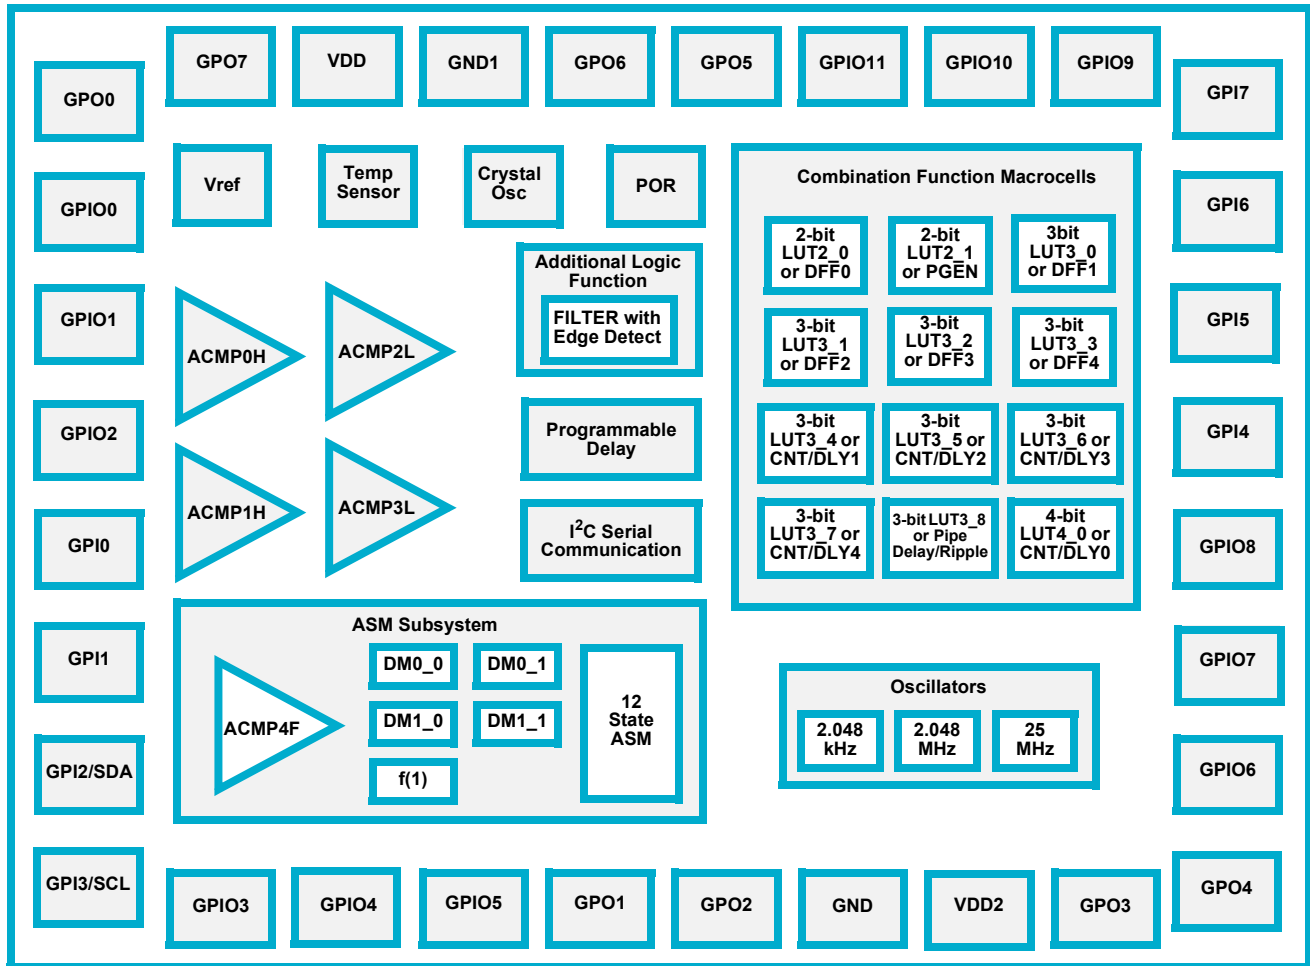 GPO7
VDD
GND1
GPO6
GPO5
GPIO11
GPIO10
GPIO9
GPO0
GPIO0
GPIO1
GPIO2
GPI0
GPI1
GPI2/SDA
GPI3/SCL
Vref
Temp
Sensor
Crystal
Osc
POR
ACMP0H
ACMP2L
ACMP1H
ACMP3L
Additional Logic
Function
FILTER with
Edge Detect
Programmable
Delay
I²C Serial
Communication
Combination Function Macrocells
2-bit
LUT2_0
or DFF0
2-bit
LUT2_1
or PGEN
3bit
LUT3_0
or DFF1
3-bit
LUT3_1
or DFF2
3-bit
LUT3_2
or DFF3
3-bit
LUT3_3
or DFF4
3-bit
LUT3_4 or
CNT/DLY1
3-bit
LUT3_5 or
CNT/DLY2
3-bit
LUT3_6 or
CNT/DLY3
3-bit
LUT3_7 or
CNT/DLY4
3-bit LUT3_8
or Pipe
Delay/Ripple
4-bit
LUT4_0 or
CNT/DLY0
ASM Subsystem
ACMP4F
DM0_0
DM0_1
DM1_0
DM1_1
f(1)
12
State
ASM
Oscillators
2.048
kHz
2.048
MHz
25
MHz
GPI7
GPI6
GPI5
GPI4
GPIO8
GPIO7
GPIO6
GPO4
GPIO3
GPIO4
GPIO5
GPO1
GPO2
GND
VDD2
GPO3